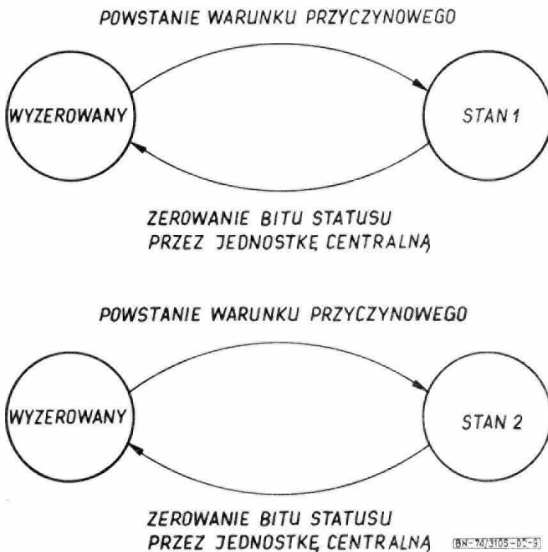 POWSTANIE WARUNKU PRZYCZYNOWEGO
WYZEROWANY
STAN 1
ZEROWANIE BITU STATUSU
PRZEZ JEDNOSTKĘ CENTRALNĄ
POWSTANIE WARUNKU PRZYCZYNOWEGO
WYZEROWANY
STAN 2
ZEROWANIE BITU STATUSU
PRZEZ JEDNOSTKĘ CENTRALNĄ